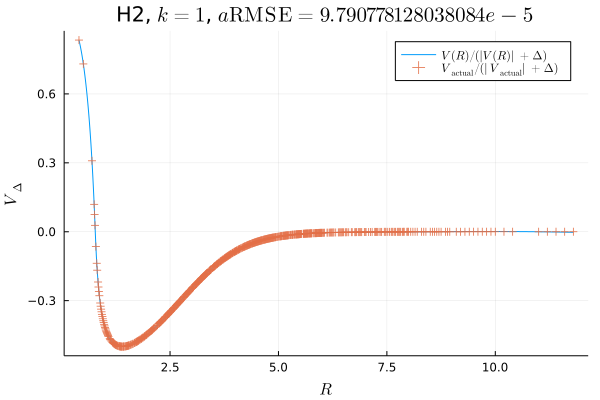 H2, k = 1, aRMSE = 9.790778128038084e − 5
V(R)/(|V(R)| + Δ)
V_actual/(|V_actual| + Δ)
0.6
0.3
0.0
−0.3
V_Δ
2.5 5.0 7.5 10.0
R